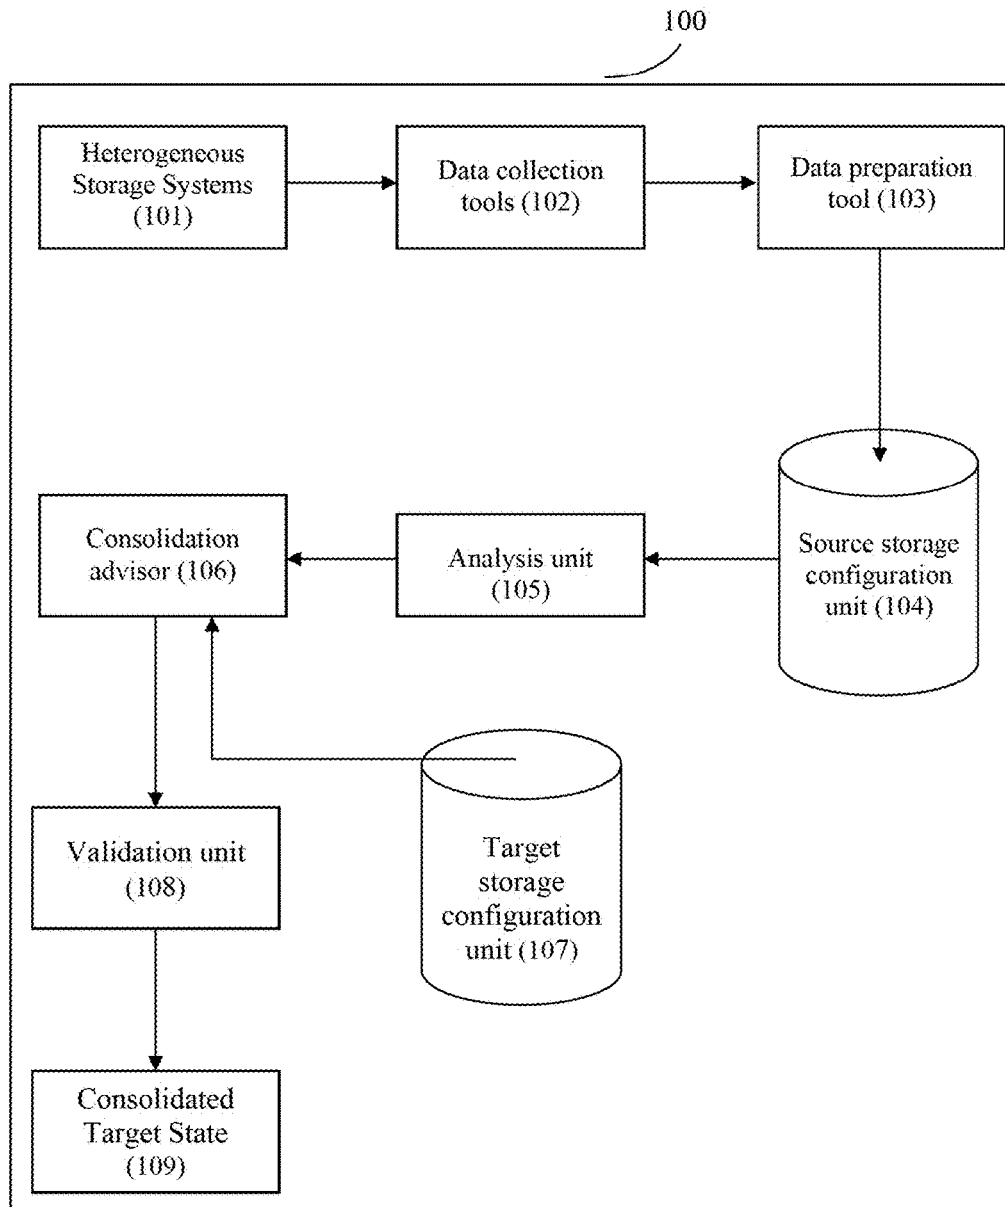 100
Heterogeneous
Storage Systems
(101)
Data collection
tools (102)
Data preparation
tool (103)
Consolidation
advisor (106)
Analysis unit
(105)
Source storage
configuration
unit (104)
Validation unit
(108)
Target
storage
configuration
unit (107)
Consolidated
Target State
(109)